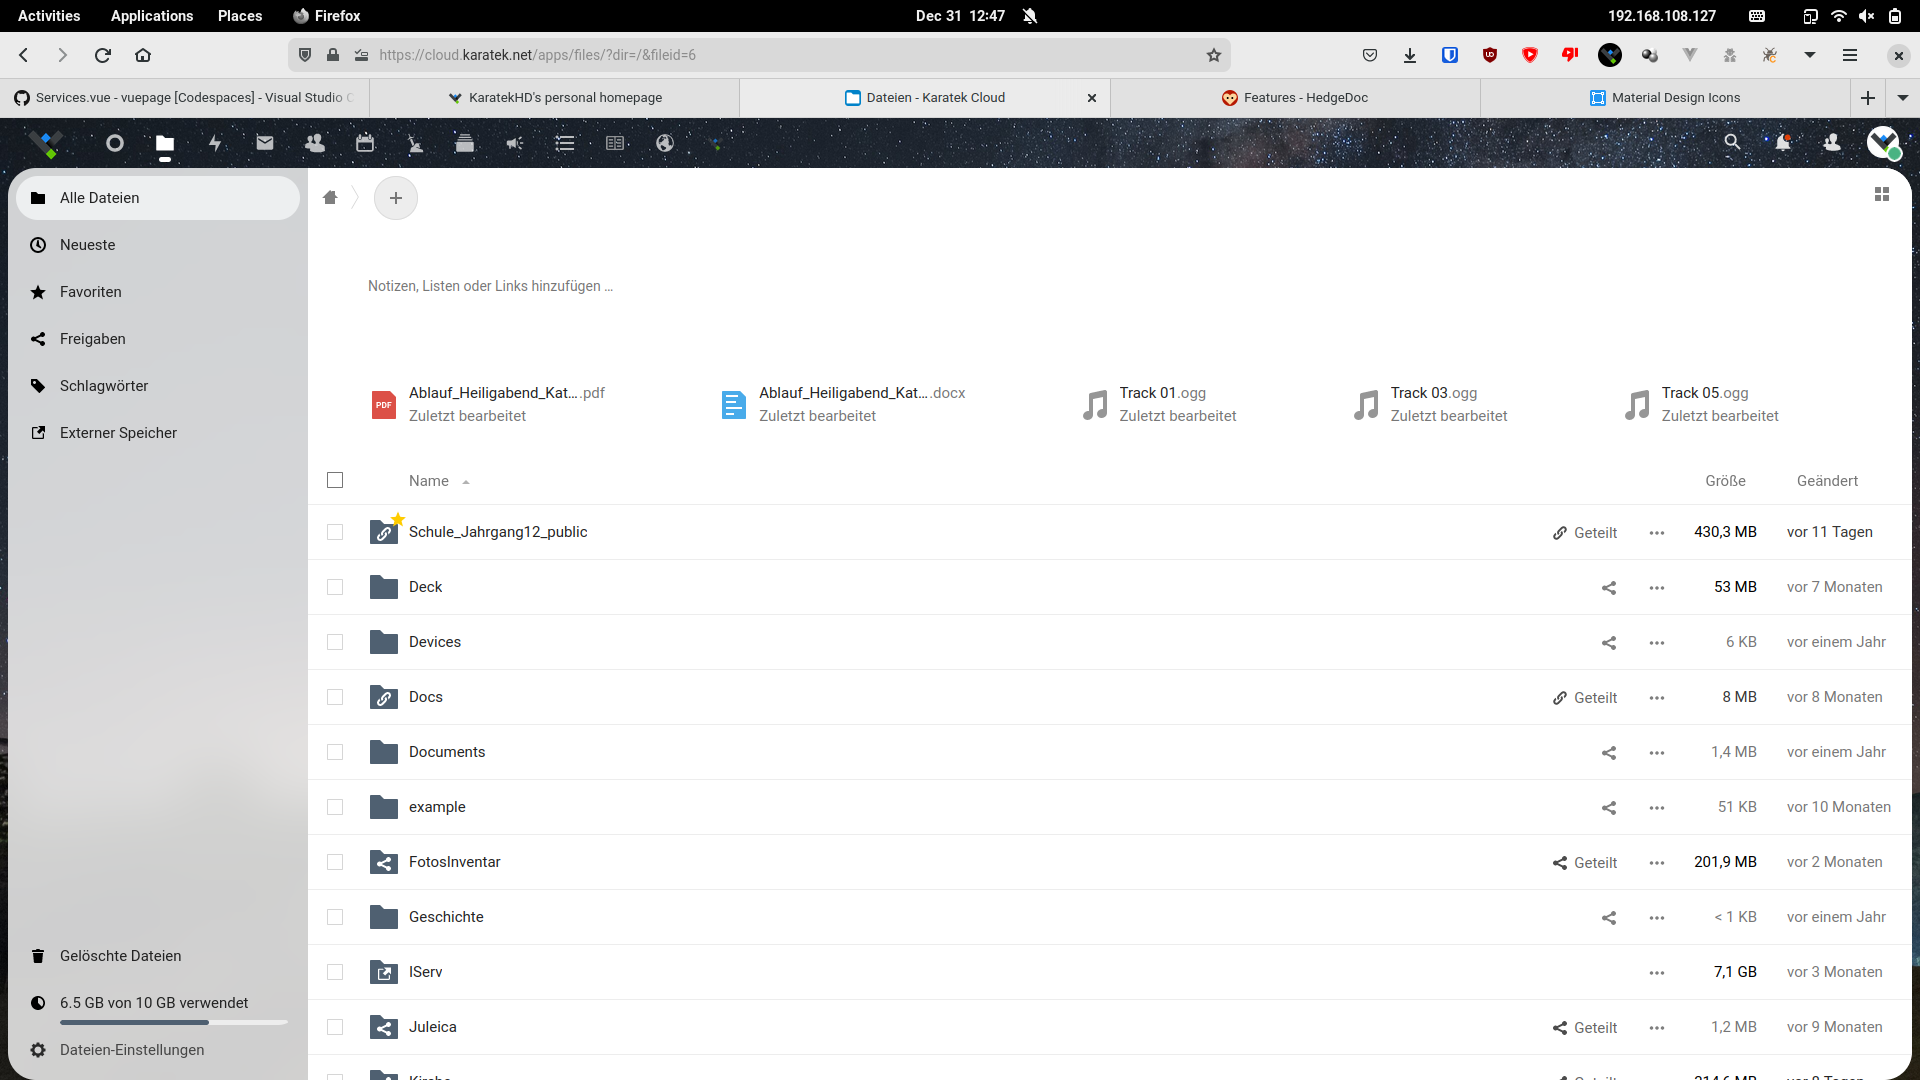 Activities Applications Places Firefox Dec 31 12:47 192.168.108.127
https://cloud.karatek.net/apps/files/?dir=/&fileid=6
Services.vue - vuepage [Codespaces] - Visual Studio C KaratekHD's personal homepage Dateien - Karatek Cloud Features - HedgeDoc Material Design Icons
Alle Dateien
Neueste
Favoriten
Freigaben
Schlagwörter
Externer Speicher
Gelöschte Dateien
6.5 GB von 10 GB verwendet
Dateien-Einstellungen
Notizen, Listen oder Links hinzufügen ...
Ablauf_Heiligabend_Kat... .pdf
Zuletzt bearbeitet
Ablauf_Heiligabend_Kat... .docx
Zuletzt bearbeitet
Track 01.ogg
Zuletzt bearbeitet
Track 03.ogg
Zuletzt bearbeitet
Track 05.ogg
Zuletzt bearbeitet
PDF
Name Größe Geändert
Schule_Jahrgang12_public Geteilt 430,3 MB vor 11 Tagen
Deck 53 MB vor 7 Monaten
Devices 6 KB vor einem Jahr
Docs Geteilt 8 MB vor 8 Monaten
Documents 1,4 MB vor einem Jahr
example 51 KB vor 10 Monaten
FotosInventar Geteilt 201,9 MB vor 2 Monaten
Geschichte < 1 KB vor einem Jahr
IServ 7,1 GB vor 3 Monaten
Juleica Geteilt 1,2 MB vor 9 Monaten